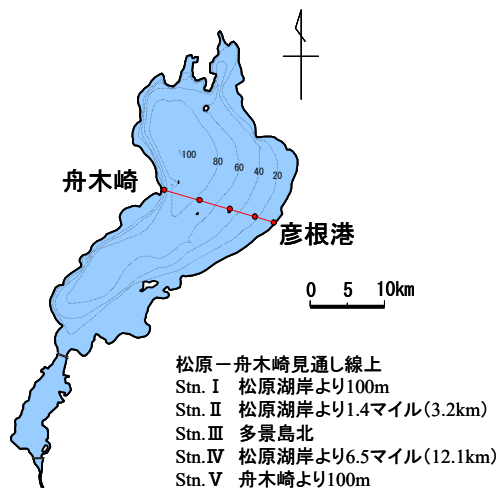 100
80
60
40
20
舟木崎
彦根港
0 5 10km
松原－舟木崎見通し線上
Stn.Ⅰ 松原湖岸より100m
Stn.Ⅱ 松原湖岸より1.4マイル（3.2km）
Stn.Ⅲ 多景島北
Stn.Ⅳ 松原湖岸より6.5マイル（12.1km）
Stn.Ⅴ 舟木崎より100m